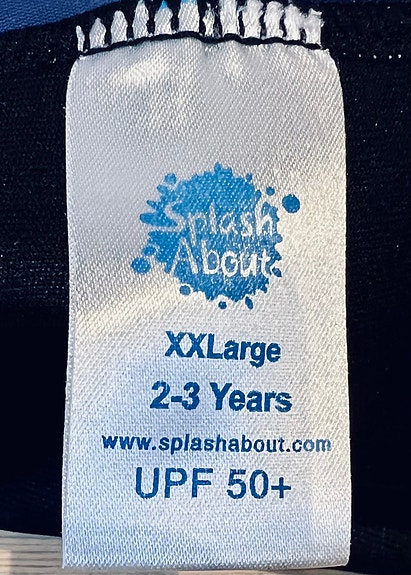 Splash
About
XXLarge
2-3 Years
www.splashabout.com
UPF 50+